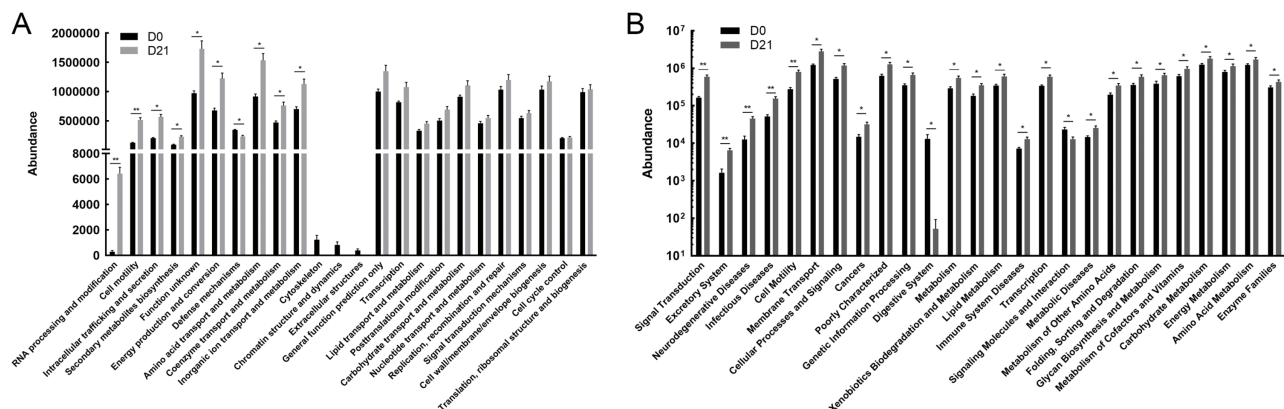 A
D0
D21
Abundance
2000000
1500000
1000000
500000
8000
6000
4000
2000
0
** ** * * * * * * * *
RNA processing and modification
Cell motility
Intracellular trafficking and secretion
Secondary metabolites biosynthesis
Function unknown
Energy production and conversion
Defense mechanisms
Amino acid transport and metabolism
Coenzyme transport and metabolism
Inorganic ion transport and metabolism
Cytoskeleton
Chromatin structure and dynamics
Extracellular structures
General function prediction only
Transcription
Lipid transport and metabolism
Posttranslational modification
Carbohydrate transport and metabolism
Nucleotide transport and metabolism
Replication, recombination and repair
Signal transduction mechanisms
Cell wall/membrane/envelope biogenesis
Cell cycle control
Translation, ribosomal structure and biogenesis
B
D0
D21
Abundance
10⁷
10⁶
10⁵
10⁴
10³
10²
10¹
** ** ** ** ** * * * * * * * * * * * * * * * * * * * * * *
Signal Transduction
Excretory System
Neurodegenerative Diseases
Infectious Diseases
Cell Motility
Membrane Transport
Cellular Processes and Signaling
Cancers
Poorly Characterized
Genetic Information Processing
Digestive System
Metabolism
Xenobiotics Biodegradation and Metabolism
Lipid Metabolism
Immune System Diseases
Transcription
Signaling Molecules and Interaction
Metabolic Diseases
Metabolism of Other Amino Acids
Folding, Sorting and Degradation
Glycan Biosynthesis and Metabolism
Metabolism of Cofactors and Vitamins
Carbohydrate Metabolism
Energy Metabolism
Amino Acid Metabolism
Enzyme Families